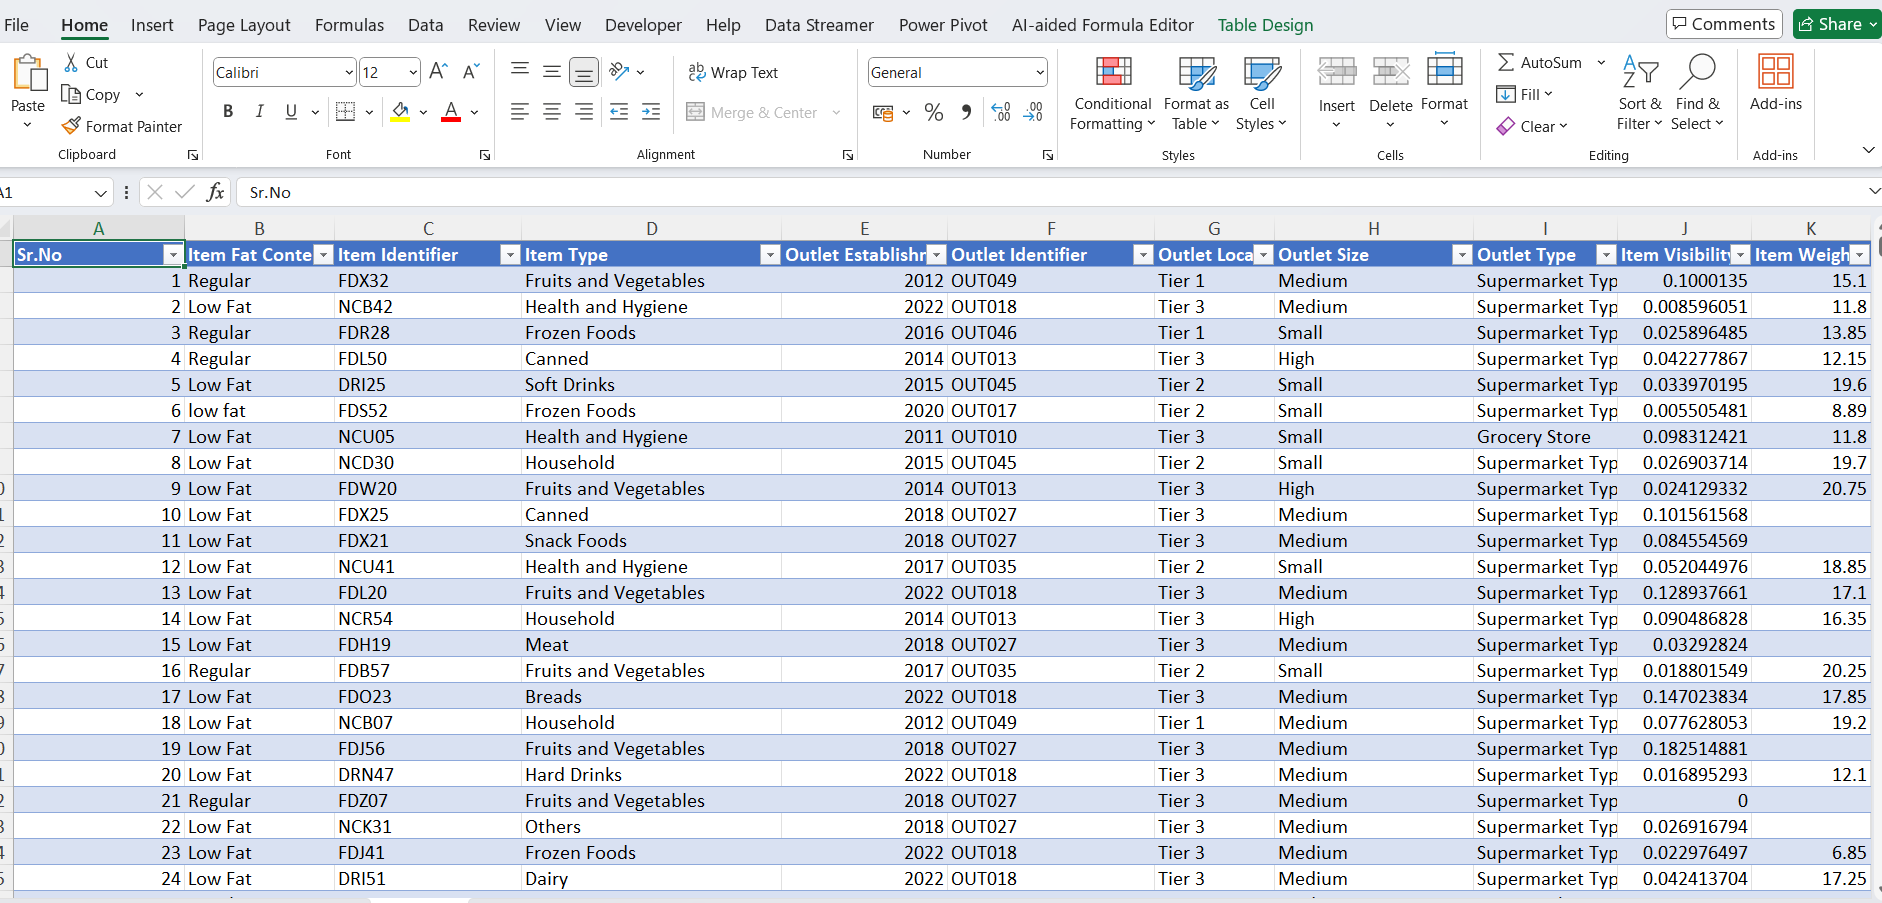 File Home Insert Page Layout Formulas Data Review View Developer Help Data Streamer Power Pivot AI-aided Formula Editor Table Design Comments Share
Paste Cut Copy Format Painter
Clipboard
Calibri 12
B I U A
Font
Wrap Text
Merge & Center
Alignment
General
%
Number
Conditional Formatting Format as Table Cell Styles
Styles
Insert Delete Format
Cells
AutoSum Fill Clear
Sort & Filter Find & Select
Editing
Add-ins
Add-ins
A1 fx Sr.No
A B C D E F G H I J K
Sr.No Item Fat Conte Item Identifier Item Type Outlet Establishr Outlet Identifier Outlet Loca Outlet Size Outlet Type Item Visibility Item Weigh
1 Regular FDX32 Fruits and Vegetables 2012 OUT049 Tier 1 Medium Supermarket Typ 0.1000135 15.1
2 Low Fat NCB42 Health and Hygiene 2022 OUT018 Tier 3 Medium Supermarket Typ 0.008596051 11.8
3 Regular FDR28 Frozen Foods 2016 OUT046 Tier 1 Small Supermarket Typ 0.025896485 13.85
4 Regular FDL50 Canned 2014 OUT013 Tier 3 High Supermarket Typ 0.042277867 12.15
5 Low Fat DRI25 Soft Drinks 2015 OUT045 Tier 2 Small Supermarket Typ 0.033970195 19.6
6 low fat FDS52 Frozen Foods 2020 OUT017 Tier 2 Small Supermarket Typ 0.005505481 8.89
7 Low Fat NCU05 Health and Hygiene 2011 OUT010 Tier 3 Small Grocery Store 0.098312421 11.8
8 Low Fat NCD30 Household 2015 OUT045 Tier 2 Small Supermarket Typ 0.026903714 19.7
9 Low Fat FDW20 Fruits and Vegetables 2014 OUT013 Tier 3 High Supermarket Typ 0.024129332 20.75
10 Low Fat FDX25 Canned 2018 OUT027 Tier 3 Medium Supermarket Typ 0.101561568
11 Low Fat FDX21 Snack Foods 2018 OUT027 Tier 3 Medium Supermarket Typ 0.084554569
12 Low Fat NCU41 Health and Hygiene 2017 OUT035 Tier 2 Small Supermarket Typ 0.052044976 18.85
13 Low Fat FDL20 Fruits and Vegetables 2022 OUT018 Tier 3 Medium Supermarket Typ 0.128937661 17.1
14 Low Fat NCR54 Household 2014 OUT013 Tier 3 High Supermarket Typ 0.090486828 16.35
15 Low Fat FDH19 Meat 2018 OUT027 Tier 3 Medium Supermarket Typ 0.03292824
16 Regular FDB57 Fruits and Vegetables 2017 OUT035 Tier 2 Small Supermarket Typ 0.018801549 20.25
17 Low Fat FDO23 Breads 2022 OUT018 Tier 3 Medium Supermarket Typ 0.147023834 17.85
18 Low Fat NCB07 Household 2012 OUT049 Tier 1 Medium Supermarket Typ 0.077628053 19.2
19 Low Fat FDJ56 Fruits and Vegetables 2018 OUT027 Tier 3 Medium Supermarket Typ 0.182514881
20 Low Fat DRN47 Hard Drinks 2022 OUT018 Tier 3 Medium Supermarket Typ 0.016895293 12.1
21 Regular FDZ07 Fruits and Vegetables 2018 OUT027 Tier 3 Medium Supermarket Typ 0
22 Low Fat NCK31 Others 2018 OUT027 Tier 3 Medium Supermarket Typ 0.026916794
23 Low Fat FDJ41 Frozen Foods 2022 OUT018 Tier 3 Medium Supermarket Typ 0.022976497 6.85
24 Low Fat DRI51 Dairy 2022 OUT018 Tier 3 Medium Supermarket Typ 0.042413704 17.25